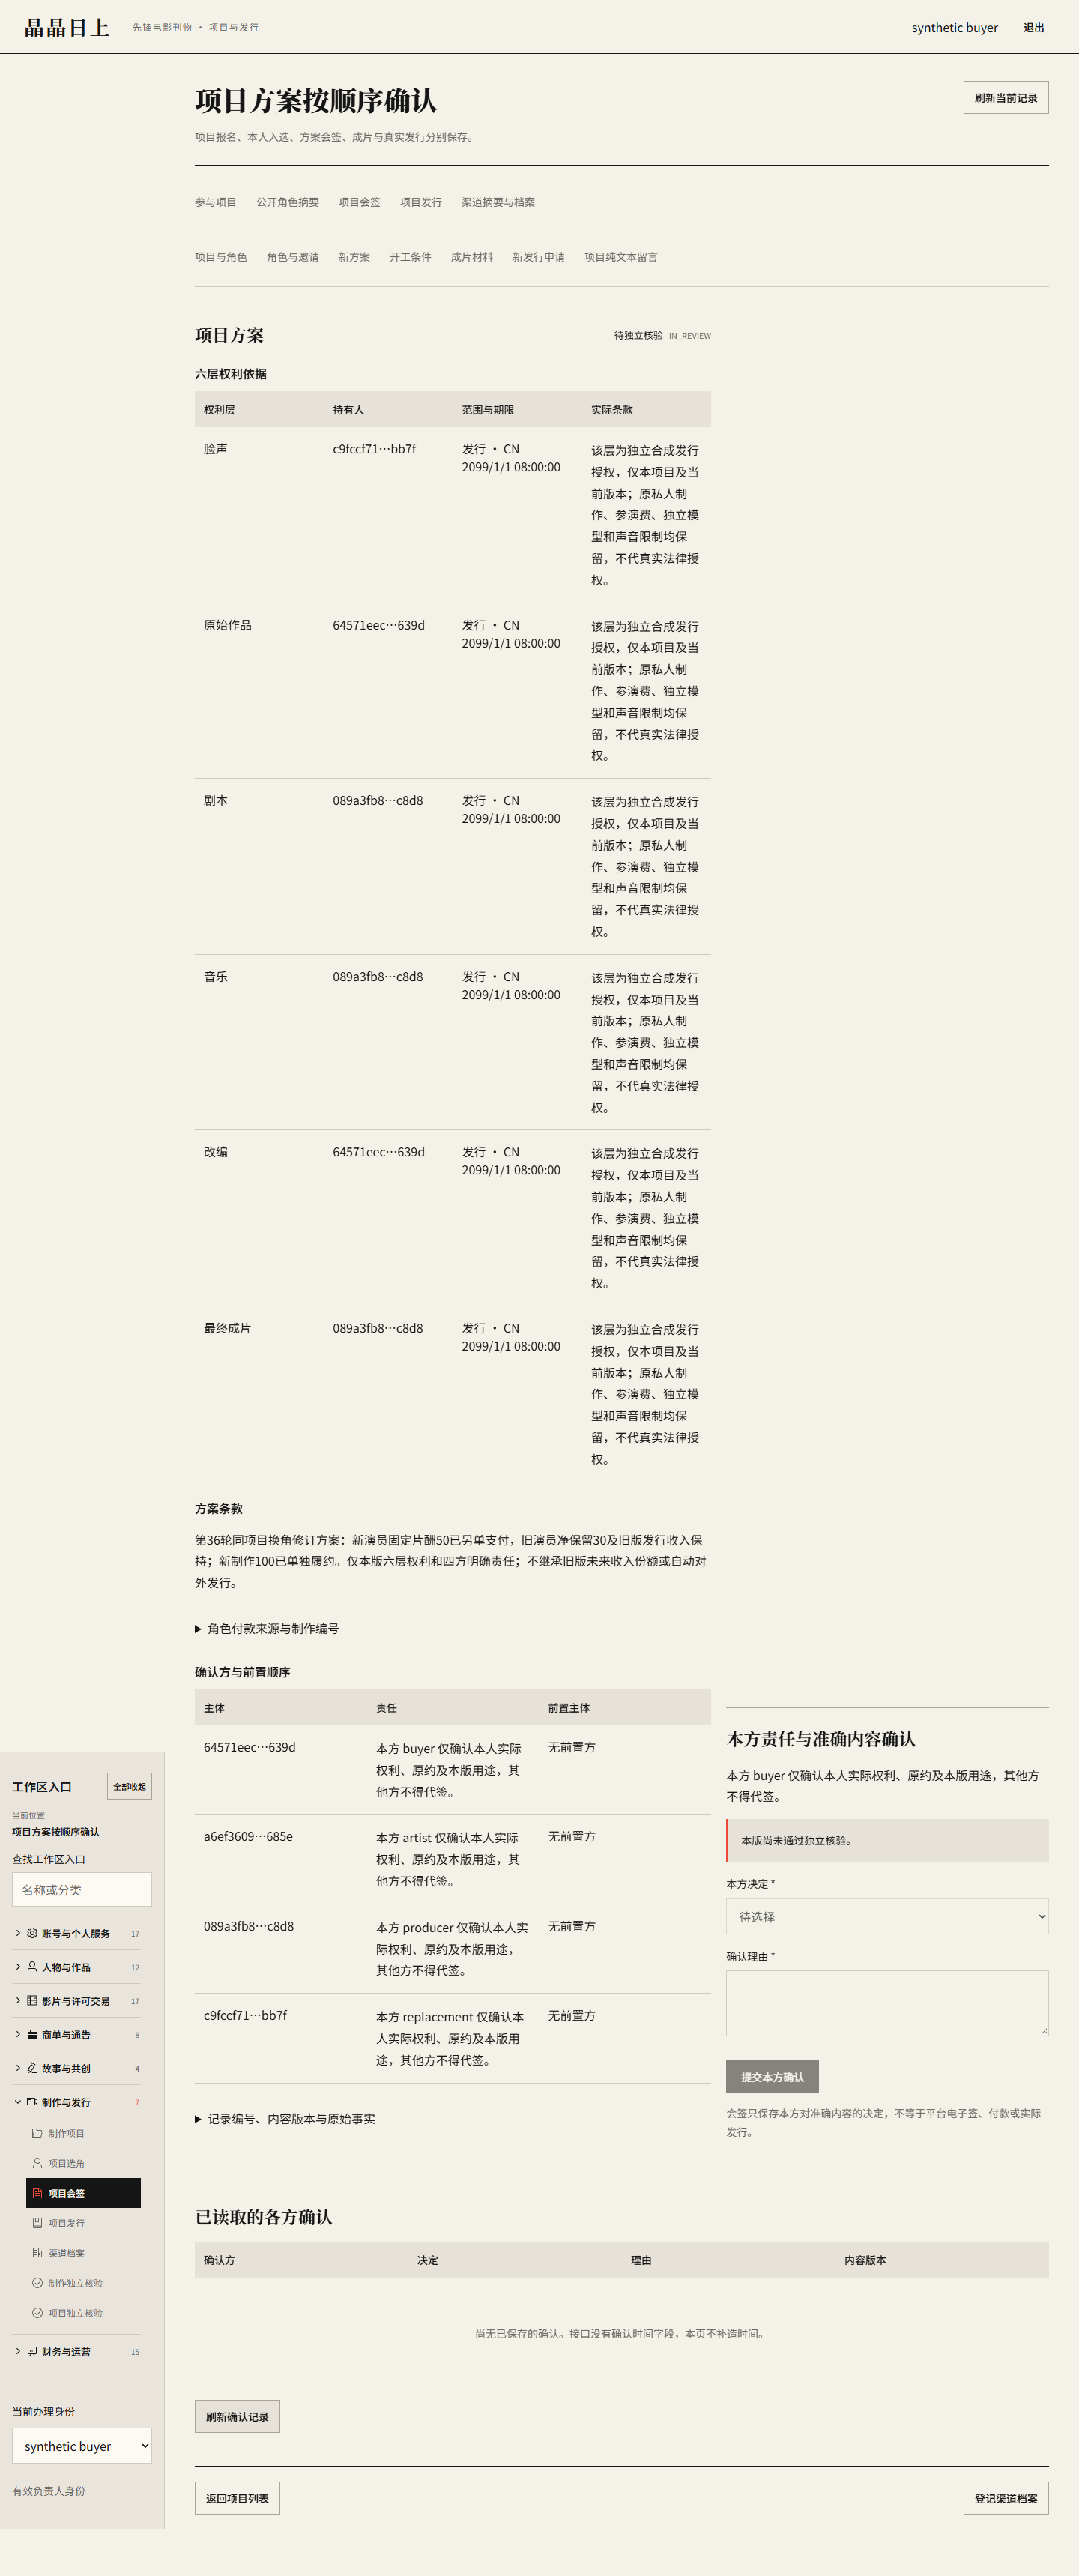 晶晶日上
先锋电影刊物 · 项目与发行
synthetic buyer
退出
项目方案按顺序确认
刷新当前记录
项目报名、本人入选、方案会签、成片与真实发行分别保存。
参与项目 公开角色摘要 项目会签 项目发行 渠道摘要与档案
项目与角色 角色与邀请 新方案 开工条件 成片材料 新发行申请 项目纯文本留言
项目方案
待独立核验 IN_REVIEW
六层权利依据
权利层 持有人 范围与期限 实际条款
脸声
c9fccf71···bb7f
发行 · CN
2099/1/1 08:00:00
该层为独立合成发行
授权，仅本项目及当
前版本；原私人制
作、参演费、独立模
型和声音限制均保
留，不代真实法律授
权。
原始作品
64571eec···639d
发行 · CN
2099/1/1 08:00:00
该层为独立合成发行
授权，仅本项目及当
前版本；原私人制
作、参演费、独立模
型和声音限制均保
留，不代真实法律授
权。
剧本
089a3fb8···c8d8
发行 · CN
2099/1/1 08:00:00
该层为独立合成发行
授权，仅本项目及当
前版本；原私人制
作、参演费、独立模
型和声音限制均保
留，不代真实法律授
权。
音乐
089a3fb8···c8d8
发行 · CN
2099/1/1 08:00:00
该层为独立合成发行
授权，仅本项目及当
前版本；原私人制
作、参演费、独立模
型和声音限制均保
留，不代真实法律授
权。
改编
64571eec···639d
发行 · CN
2099/1/1 08:00:00
该层为独立合成发行
授权，仅本项目及当
前版本；原私人制
作、参演费、独立模
型和声音限制均保
留，不代真实法律授
权。
最终成片
089a3fb8···c8d8
发行 · CN
2099/1/1 08:00:00
该层为独立合成发行
授权，仅本项目及当
前版本；原私人制
作、参演费、独立模
型和声音限制均保
留，不代真实法律授
权。
方案条款
第36轮同项目换角修订方案：新演员固定片酬50已另单支付，旧演员净保留30及旧版发行收入保
持；新制作100已单独履约。仅本版六层权利和四方明确责任；不继承旧版未来收入份额或自动对
外发行。
角色付款来源与制作编号
确认方与前置顺序
主体 责任 前置主体
64571eec···639d
本方 buyer 仅确认本人实际
权利、原约及本版用途，其
他方不得代签。
无前置方
a6ef3609···685e
本方 artist 仅确认本人实际
权利、原约及本版用途，其
他方不得代签。
无前置方
089a3fb8···c8d8
本方 producer 仅确认本人实
际权利、原约及本版用途，
其他方不得代签。
无前置方
c9fccf71···bb7f
本方 replacement 仅确认本
人实际权利、原约及本版用
途，其他方不得代签。
无前置方
记录编号、内容版本与原始事实
本方责任与准确内容确认
本方 buyer 仅确认本人实际权利、原约及本版用途，其他方
不得代签。
本版尚未通过独立核验。
本方决定 *
待选择
确认理由 *
提交本方确认
会签只保存本方对准确内容的决定，不等于平台电子签、付款或实际
发行。
已读取的各方确认
确认方 决定 理由 内容版本
尚无已保存的确认。接口没有确认时间字段，本页不补造时间。
刷新确认记录
返回项目列表
登记渠道档案
工作区入口
全部收起
当前位置
项目方案按顺序确认
查找工作区入口
名称或分类
账号与个人服务 17
人物与作品 12
影片与许可交易 17
商单与通告 8
故事与共创 4
制作与发行 7
制作项目
项目选角
项目会签
项目发行
渠道档案
制作独立核验
项目独立核验
财务与运营 15
当前办理身份
synthetic buyer
有效负责人身份